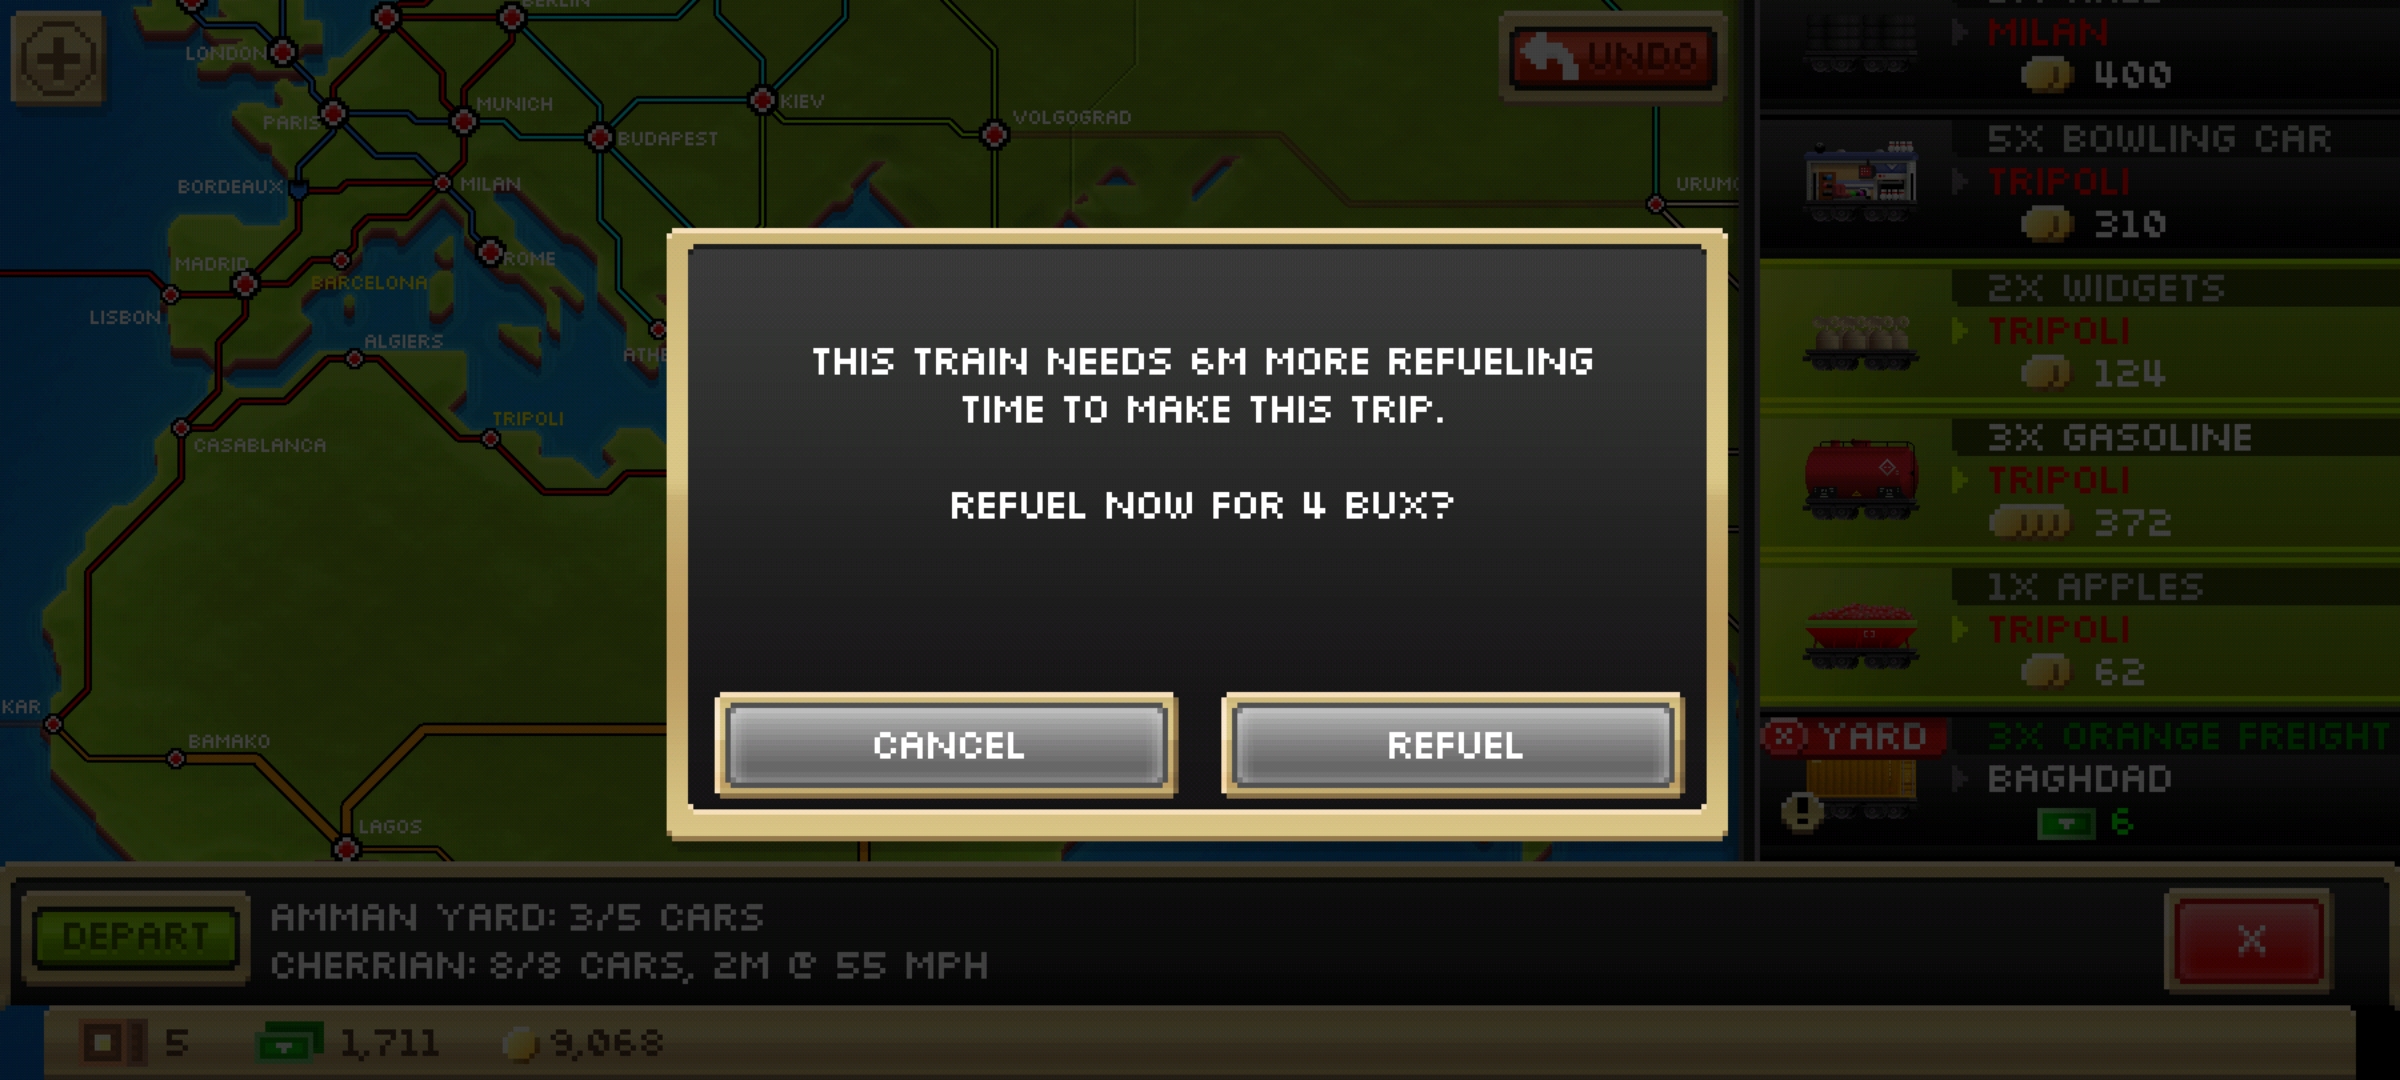 BERLIN
LONDON
PARIS
MUNICH
KIEV
VOLGOGRAD
BUDAPEST
BORDEAUX
MILAN
MADRID
ROME
BARCELONA
LISBON
ALGIERS
TRIPOLI
CASABLANCA
ATHE
URUMQ
KAR
BAMAKO
LAGOS
UNDO
THIS TRAIN NEEDS 6M MORE REFUELING
TIME TO MAKE THIS TRIP.
REFUEL NOW FOR 4 BUX?
CANCEL
REFUEL
MILAN
400
5X BOWLING CAR
TRIPOLI
310
2X WIDGETS
TRIPOLI
124
3X GASOLINE
TRIPOLI
372
1X APPLES
TRIPOLI
62
YARD
3X ORANGE FREIGHT
BAGHDAD
6
DEPART
AMMAN YARD: 3/5 CARS
CHERRIAN: 8/8 CARS, 2M @ 55 MPH
X
5
1,711
9,068